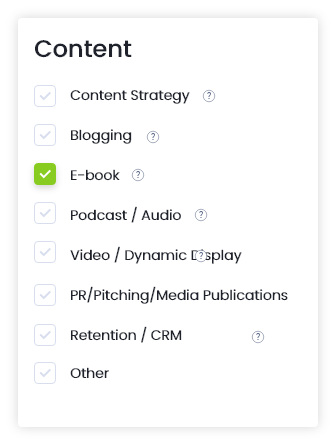 Content
Content Strategy ?
Blogging ?
E-book ?
Podcast / Audio ?
Video / Dynamic Display ?
PR/Pitching/Media Publications
Retention / CRM ?
Other